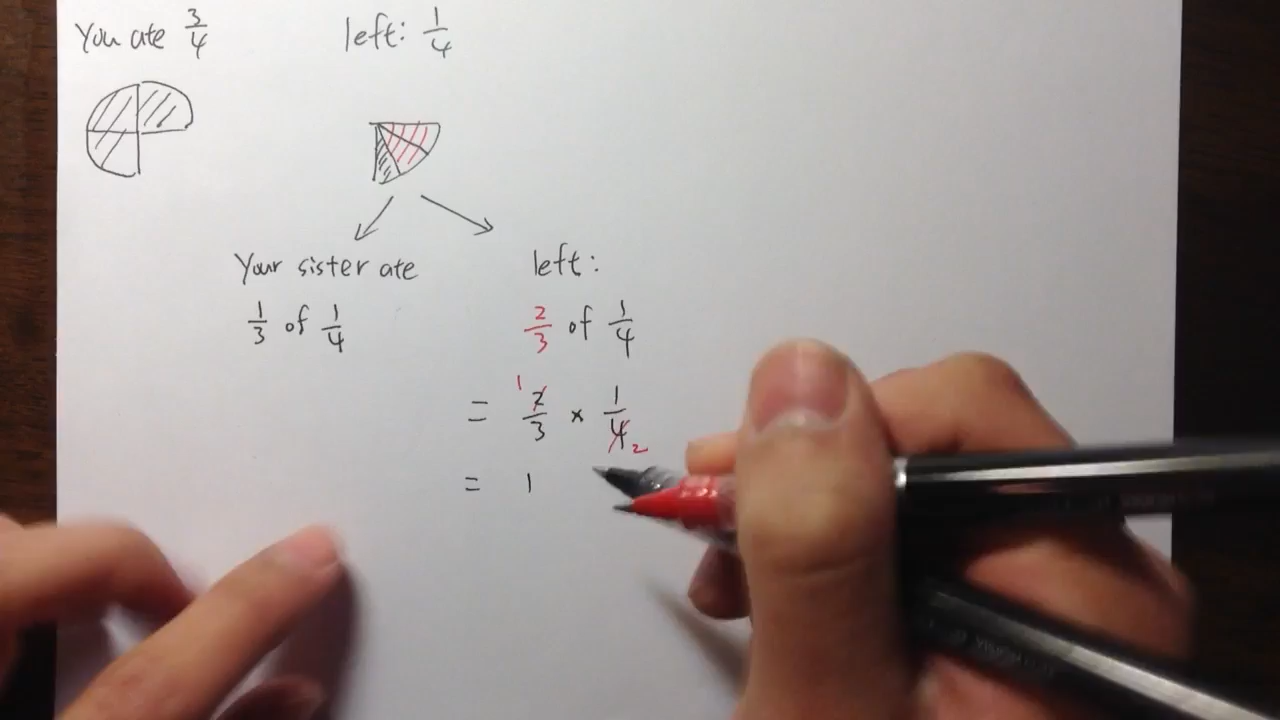 You ate 3/4
left: 1/4
Your sister ate
1/3 of 1/4
left:
2/3 of 1/4
= 1 2/3 × 1/4 2
= 1